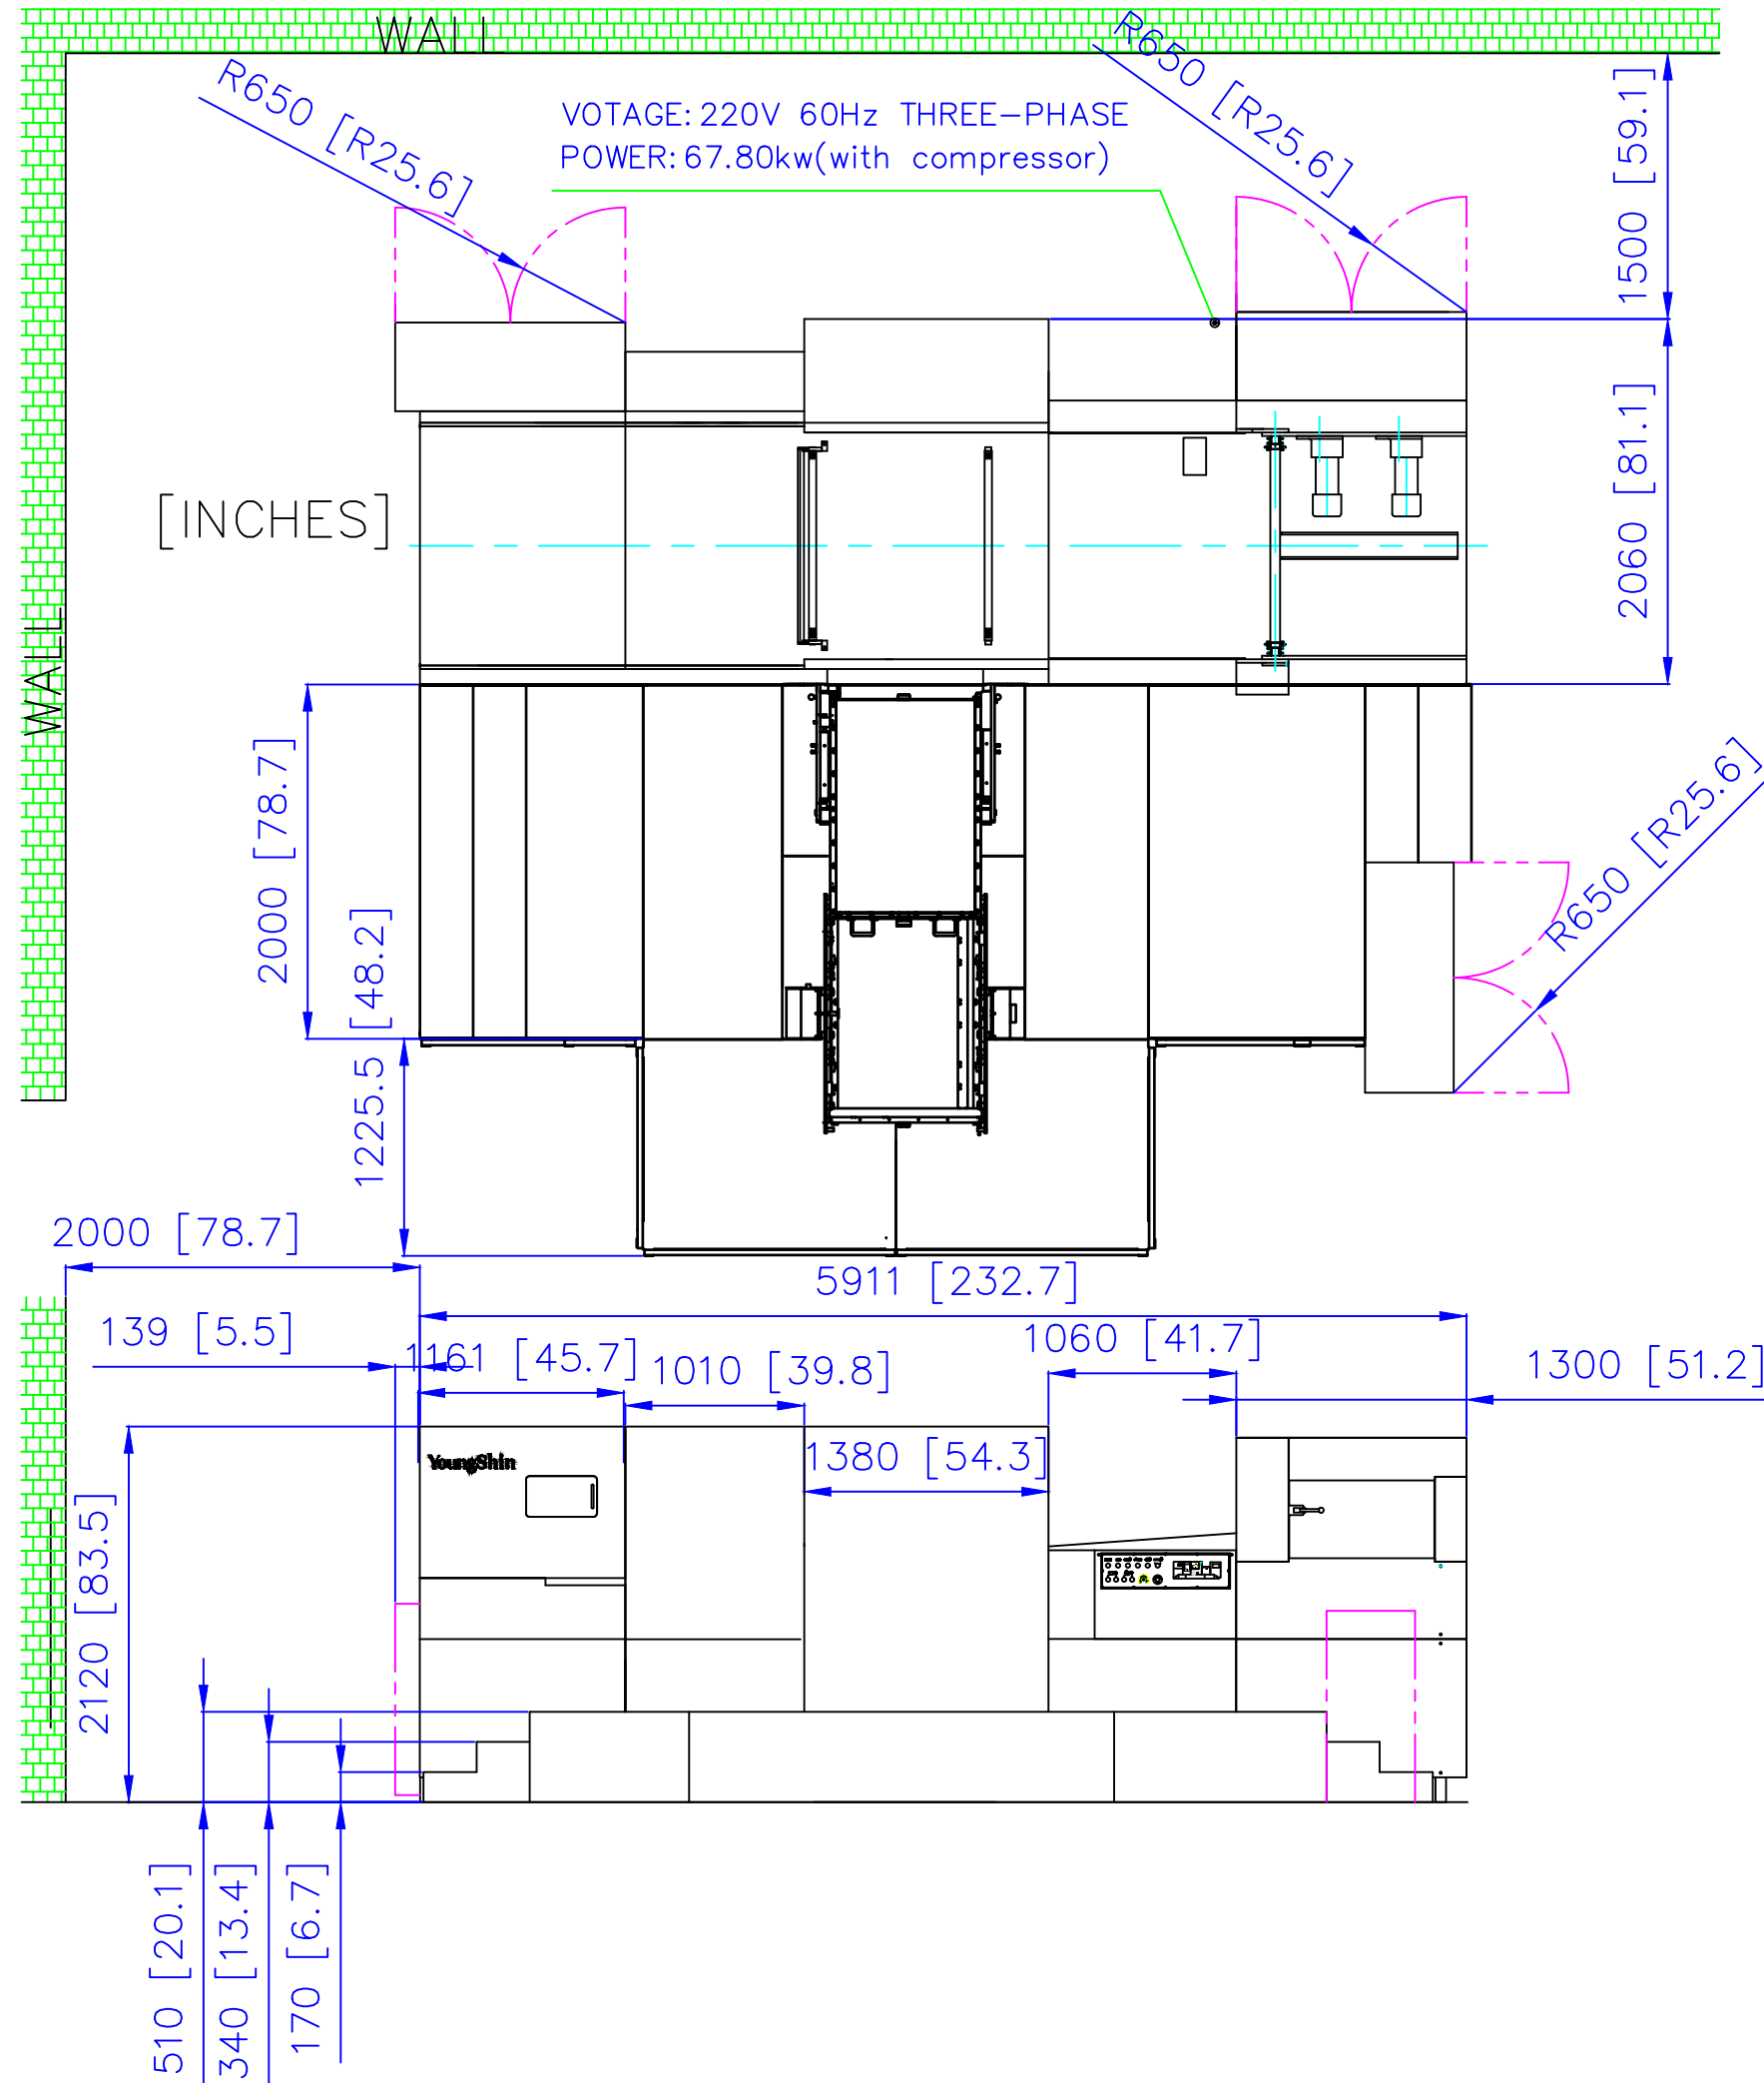 WALL
R650 [R25.6]
R650 [R25.6]
VOTAGE: 220V 60Hz THREE-PHASE
POWER: 67.80kw(with compressor)
1500 [59.1]
2060 [81.1]
[INCHES]
WALL
2000 [78.7]
1225.5 [48.2]
R650 [R25.6]
2000 [78.7]
5911 [232.7]
139 [5.5]
1161 [45.7]
1010 [39.8]
1060 [41.7]
1300 [51.2]
1380 [54.3]
YoungShin
2120 [83.5]
510 [20.1]
340 [13.4]
170 [6.7]